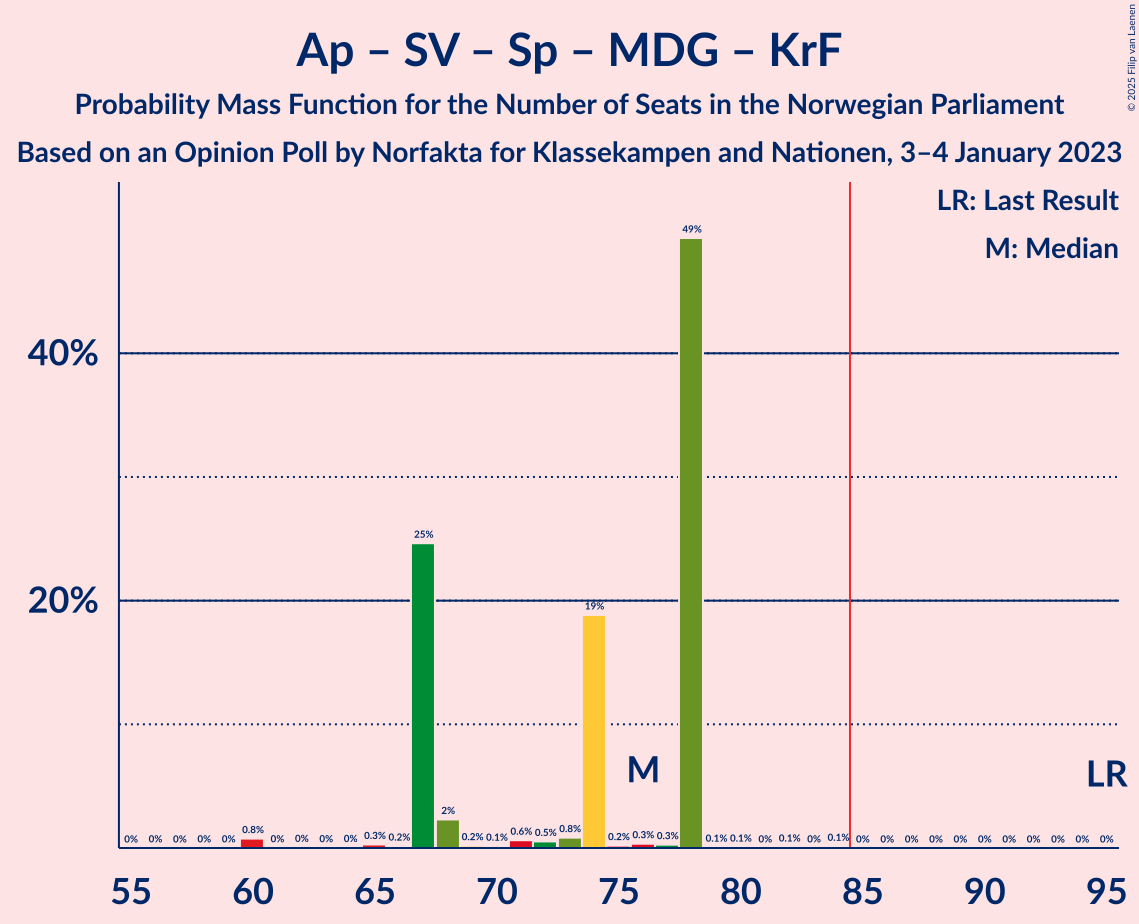 Ap – SV – Sp – MDG – KrF
Probability Mass Function for the Number of Seats in the Norwegian Parliament
Based on an Opinion Poll by Norfakta for Klassekampen and Nationen, 3–4 January 2023
© 2025 Filip van Laenen
LR: Last Result
M: Median
49%
40%
25%
20%
19%
M
LR
2%
0% 0% 0% 0% 0% 0.8% 0% 0% 0% 0% 0.3% 0.2% 0.2% 0.1% 0.6% 0.5% 0.8% 0.2% 0.3% 0.3% 0.1% 0.1% 0% 0.1% 0% 0.1% 0% 0% 0% 0% 0% 0% 0% 0% 0% 0% 0%
55 60 65 70 75 80 85 90 95